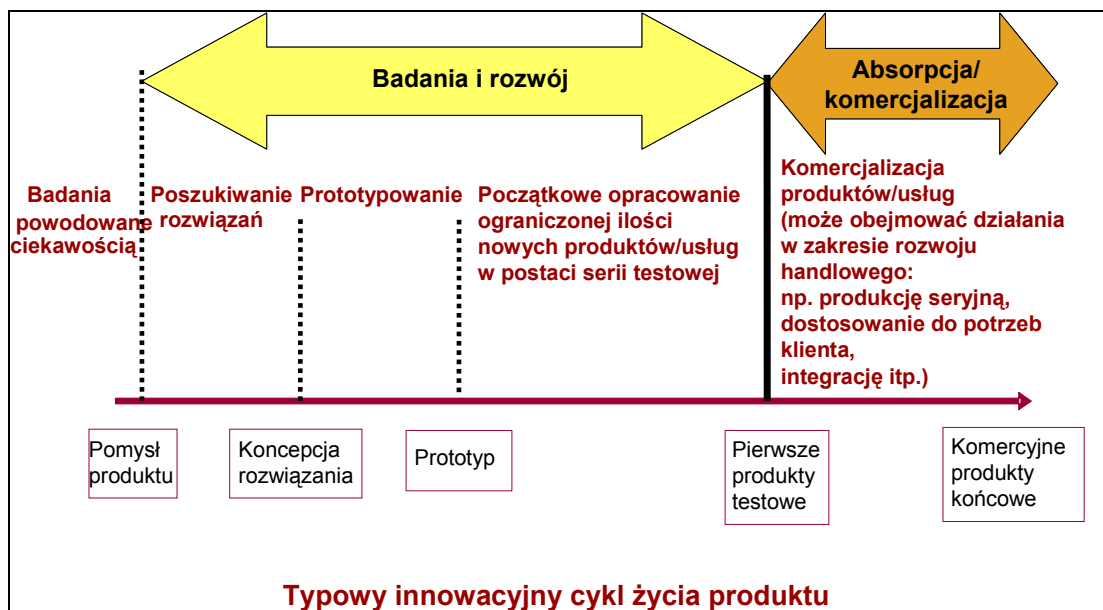 Badania i rozwój
Absorpcja/
komercjalizacja
Badania
powodowane
ciekawością
Poszukiwanie
rozwiązań
Prototypowanie
Początkowe opracowanie
ograniczonej ilości
nowych produktów/usług
w postaci serii testowej
Komercjalizacja
produktów/usług
(może obejmować działania
w zakresie rozwoju
handlowego:
np. produkcję seryjną,
dostosowanie do potrzeb
klienta,
integrację itp.)
Pomysł
produktu
Koncepcja
rozwiązania
Prototyp
Pierwsze
produkty
testowe
Komercyjne
produkty
końcowe
Typowy innowacyjny cykl życia produktu